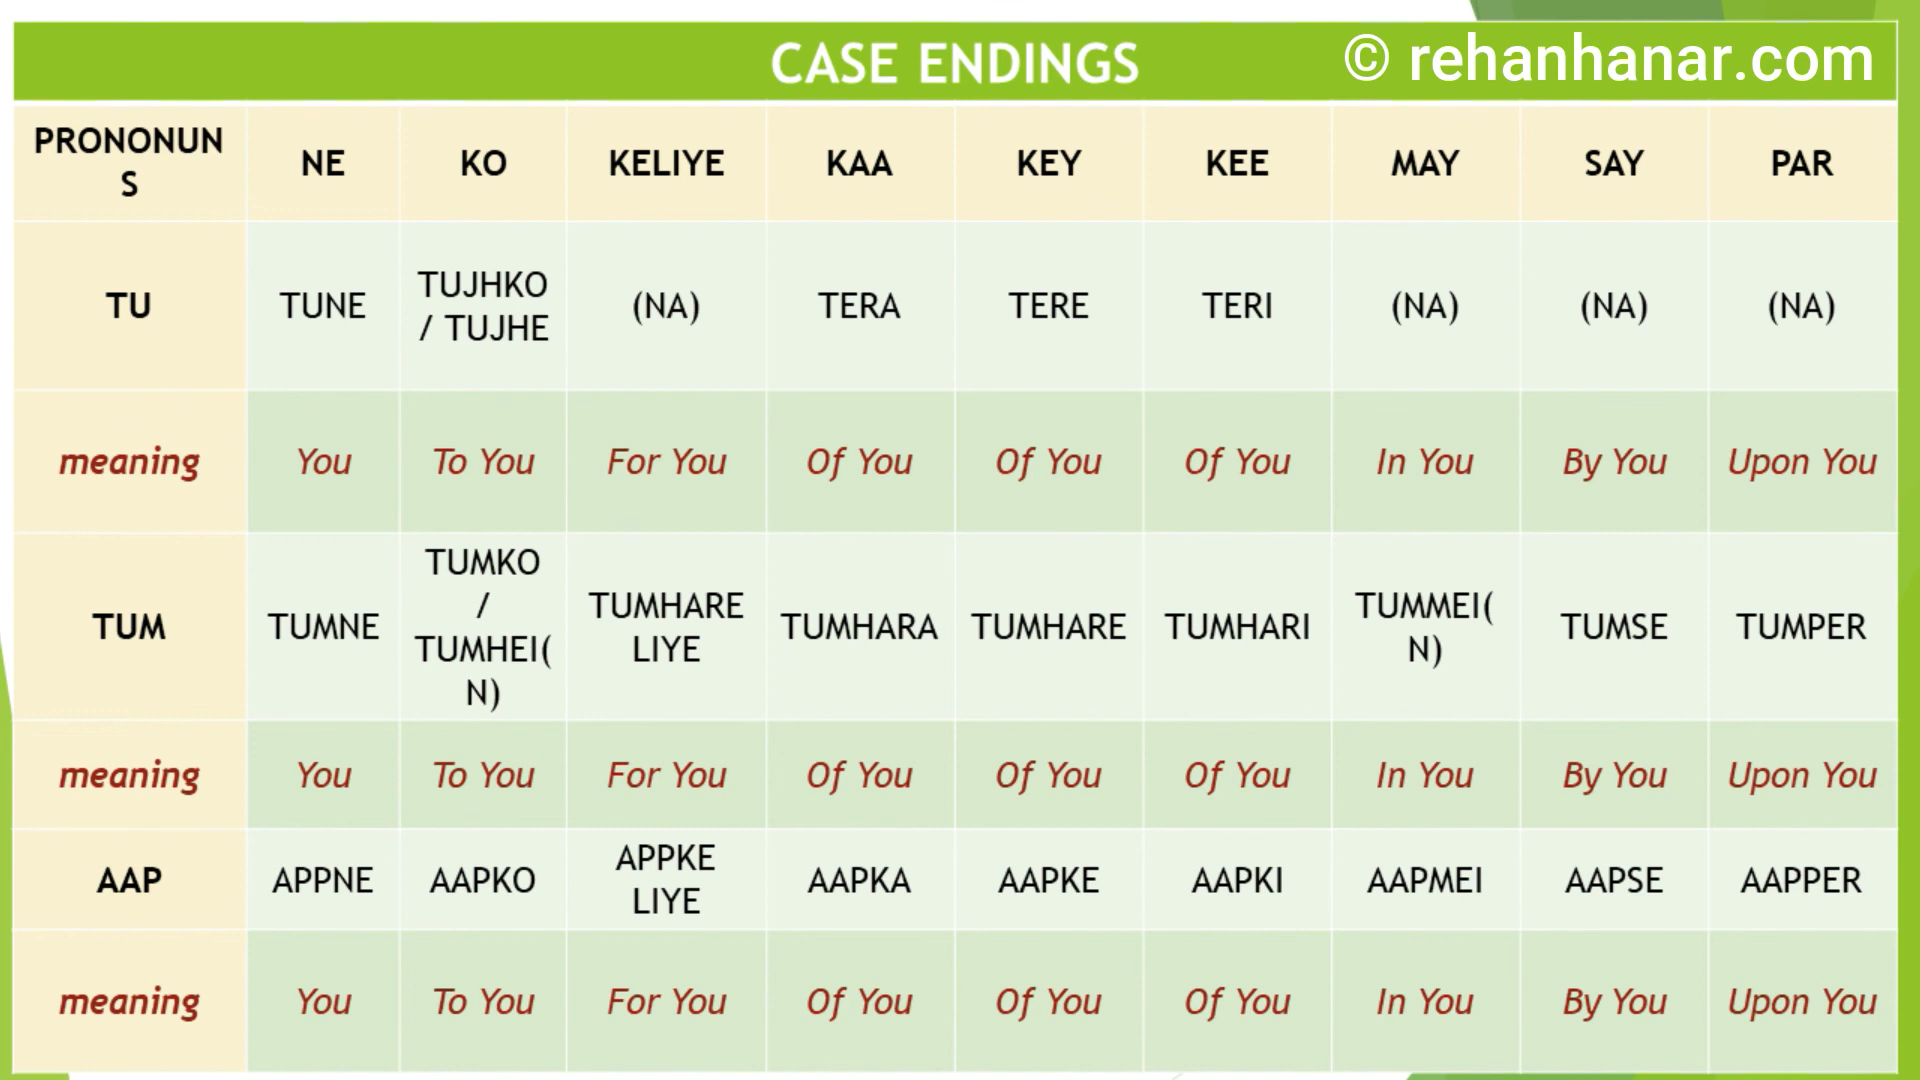 CASE ENDINGS
© rehanhanar.com
PRONONUN
S
NE
KO
KELIYE
KAA
KEY
KEE
MAY
SAY
PAR
TU
TUNE
TUJHKO
/ TUJHE
(NA)
TERA
TERE
TERI
(NA)
(NA)
(NA)
meaning
You
To You
For You
Of You
Of You
Of You
In You
By You
Upon You
TUM
TUMNE
TUMKO
/
TUMHEI(
N)
TUMHARE
LIYE
TUMHARA
TUMHARE
TUMHARI
TUMMEI(
N)
TUMSE
TUMPER
meaning
You
To You
For You
Of You
Of You
Of You
In You
By You
Upon You
AAP
APPNE
AAPKO
APPKE
LIYE
AAPKA
AAPKE
AAPKI
AAPMEI
AAPSE
AAPPER
meaning
You
To You
For You
Of You
Of You
Of You
In You
By You
Upon You